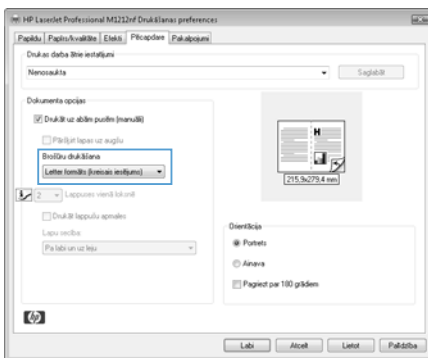 HP LaserJet Professional M1212nf Drukāšanas preferences
Papildu Papīrs/kvalitāte Efekti Pēcapdare Pakalpojumi
Drukas darba ātrie iestatījumi
Nenosaukta
Saglabāt
Dokumenta opcijas
Drukāt uz abām pusēm (manuāli)
Pāršķirt lapas uz augšu
Brošūru drukāšana
Letter formāts (kreisais iesējums)
2 Lappuses vienā loksnē
Drukāt lappušu apmales
Lapu secība:
Pa labi un uz leju
H
215,9x279,4 mm
Orientācija
Portrets
Ainava
Pagriezt par 180 grādiem
hp
Labi Atcelt Lietot Palīdzība